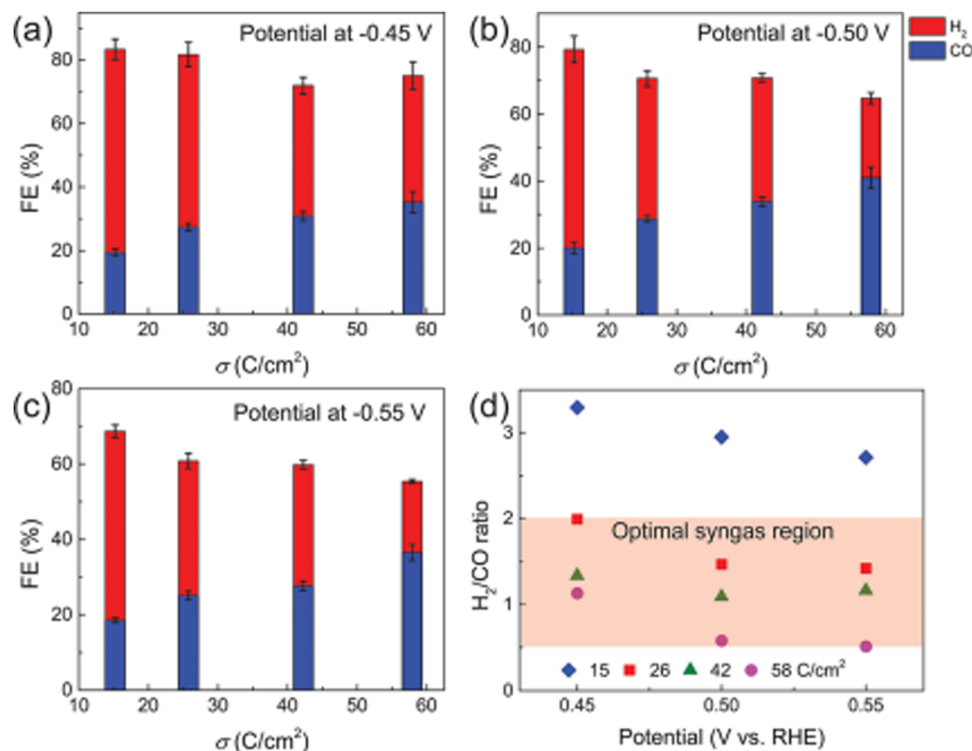 (a)
Potential at -0.45 V
80
60
40
20
0
FE (%)
10 20 30 40 50 60
σ (C/cm²)
(b)
Potential at -0.50 V
H₂
CO
80
60
40
20
0
FE (%)
10 20 30 40 50 60
σ (C/cm²)
(c)
Potential at -0.55 V
80
60
40
20
0
FE (%)
10 20 30 40 50 60
σ (C/cm²)
(d)
3
2
1
0
H₂/CO ratio
Optimal syngas region
15 26 42 58 C/cm²
0.45 0.50 0.55
Potential (V vs. RHE)